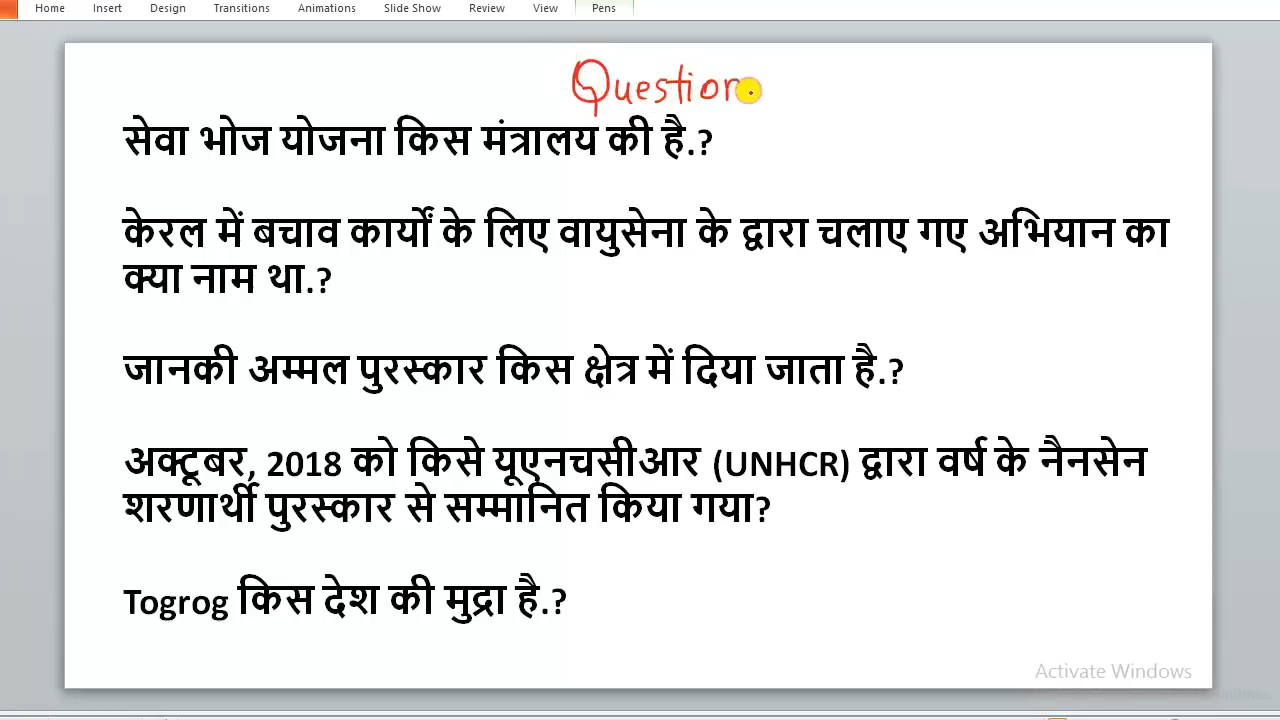 Home Insert Design Transitions Animations Slide Show Review View Pens
Question
सेवा भोज योजना किस मंत्रालय की है.?
केरल में बचाव कार्यों के लिए वायुसेना के द्वारा चलाए गए अभियान का
क्या नाम था.?
जानकी अम्मल पुरस्कार किस क्षेत्र में दिया जाता है.?
अक्टूबर, 2018 को किसे यूएनचसीआर (UNHCR) द्वारा वर्ष के नैनसेन
शरणार्थी पुरस्कार से सम्मानित किया गया?
Togrog किस देश की मुद्रा है.?
Activate Windows